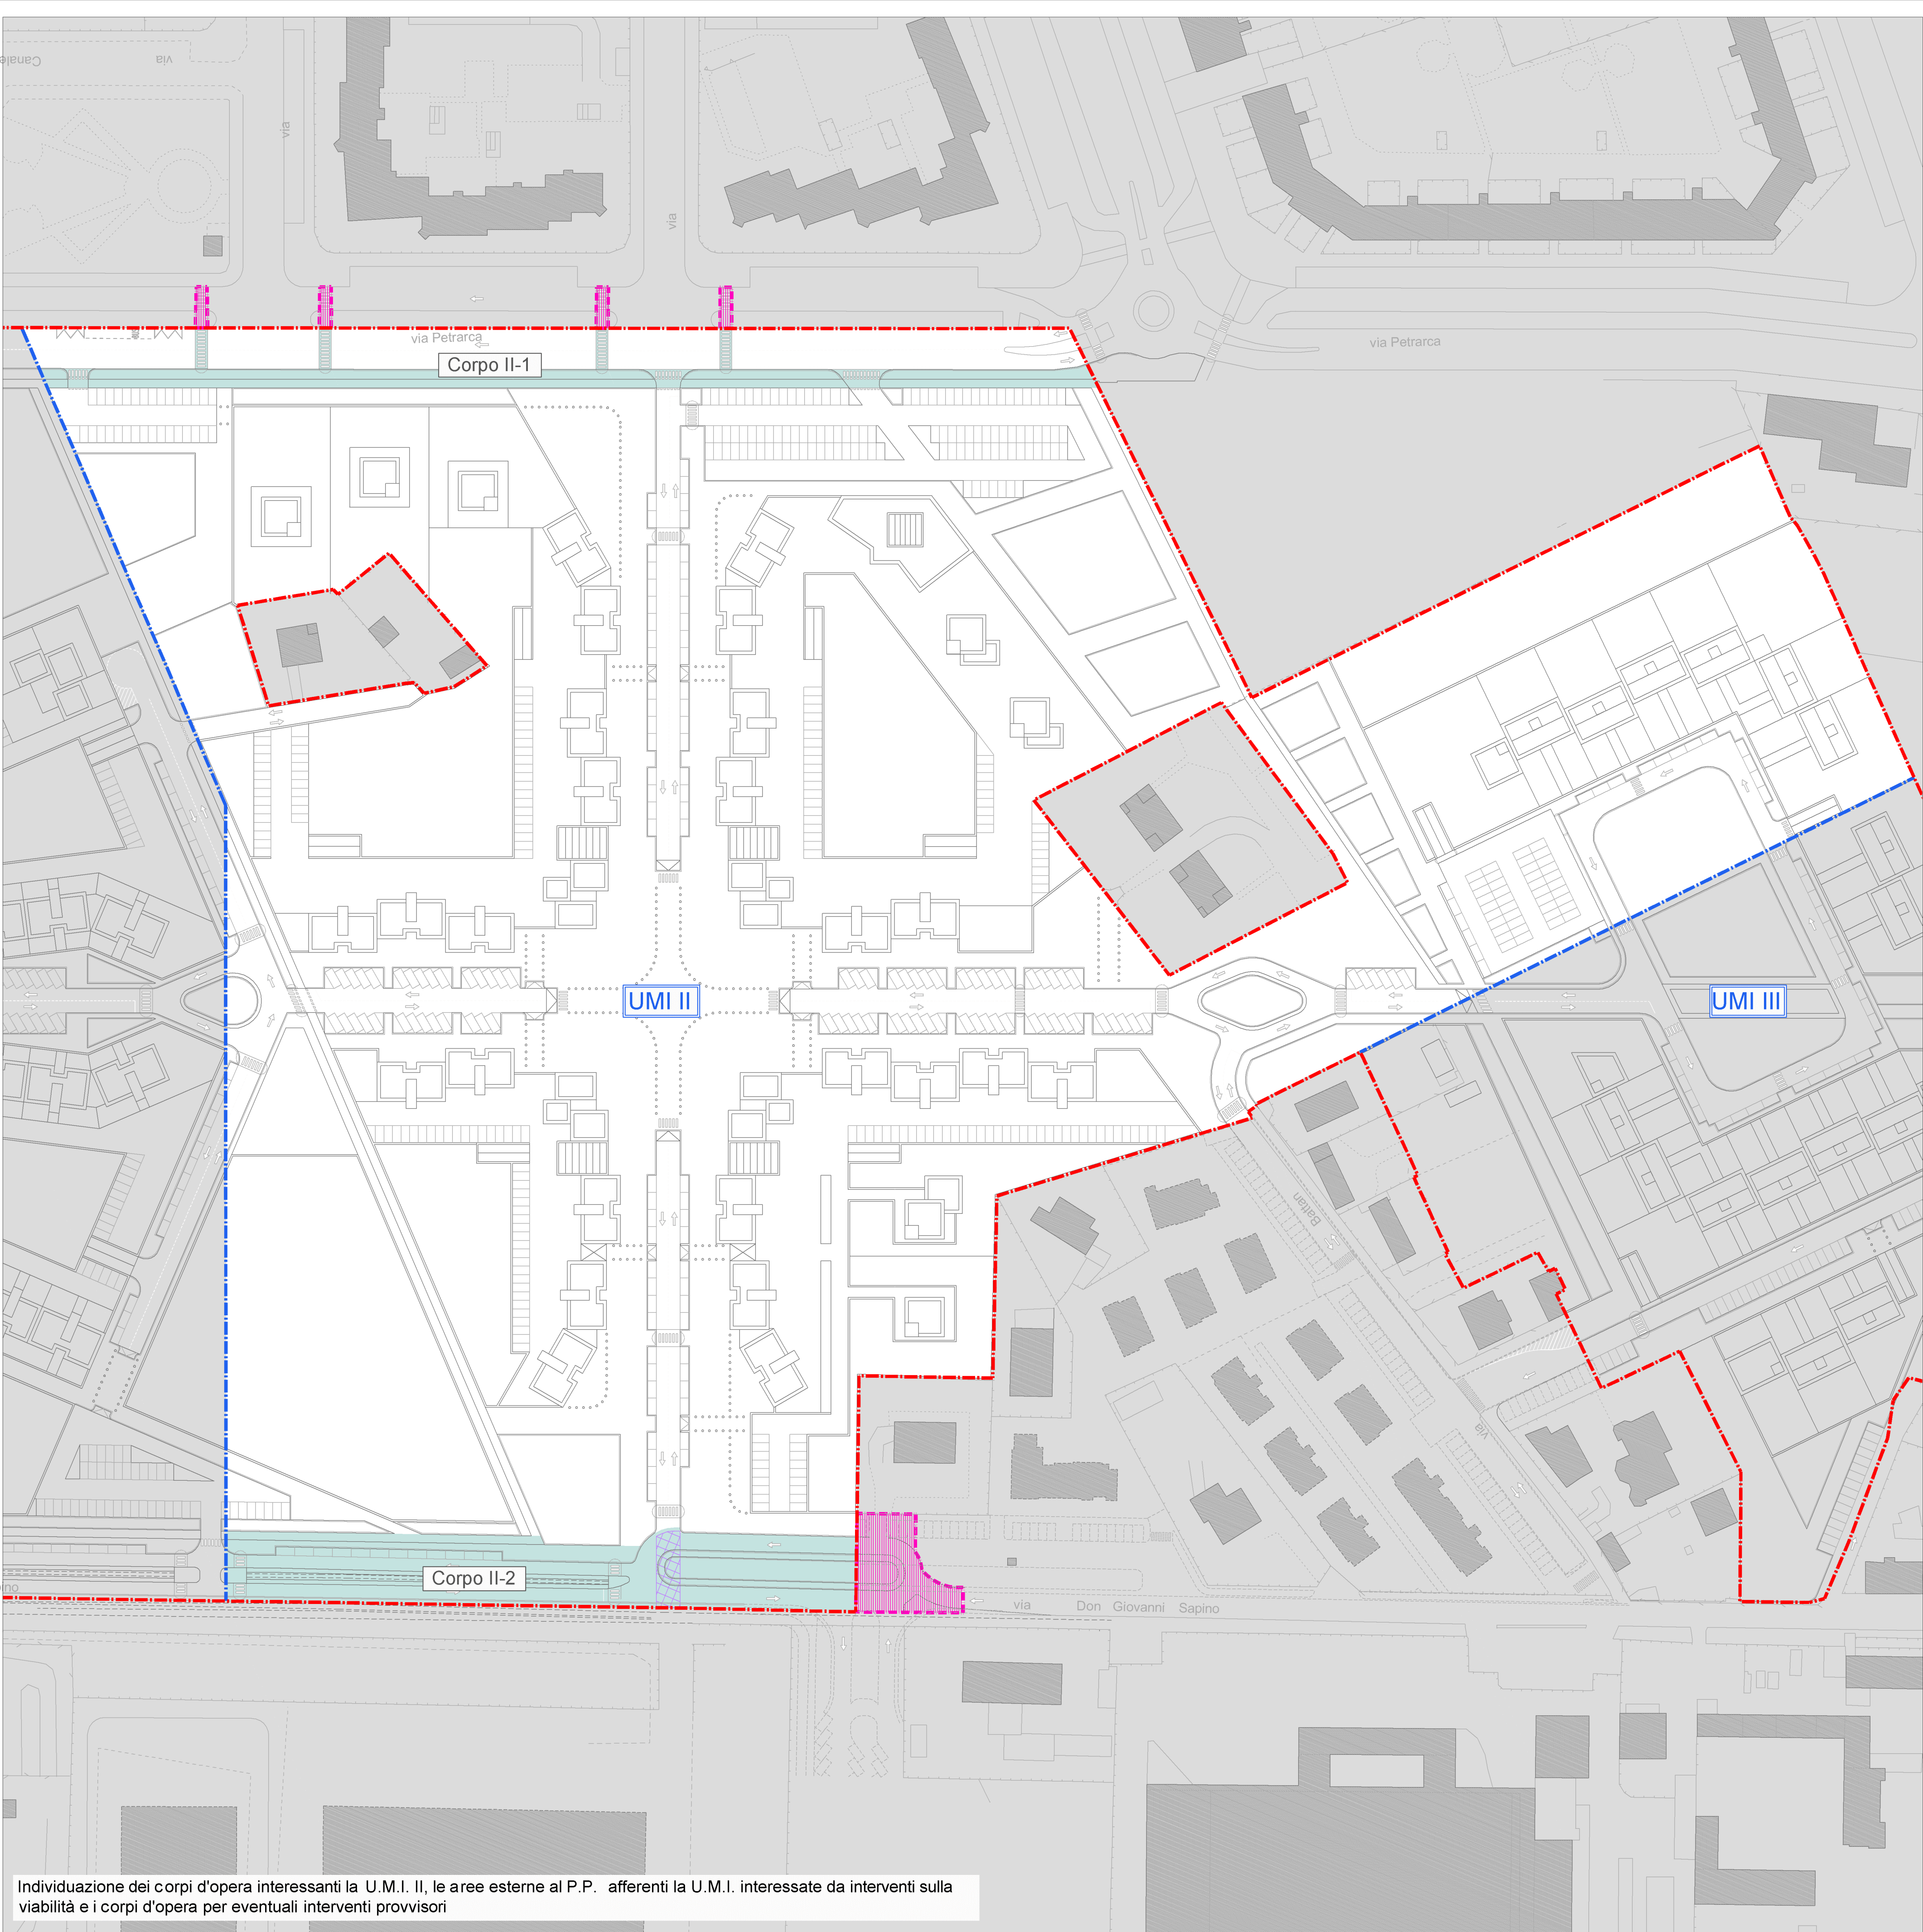 Canale
via
via
via
via Petrarca
via Petrarca
Corpo II-1
UMI II
UMI III
Battan
via
Corpo II-2
via Don Giovanni Sapino
Individuazione dei corpi d'opera interessanti la U.M.I. II, le aree esterne al P.P. afferenti la U.M.I. interessate da interventi sulla
viabilità e i corpi d'opera per eventuali interventi provvisori